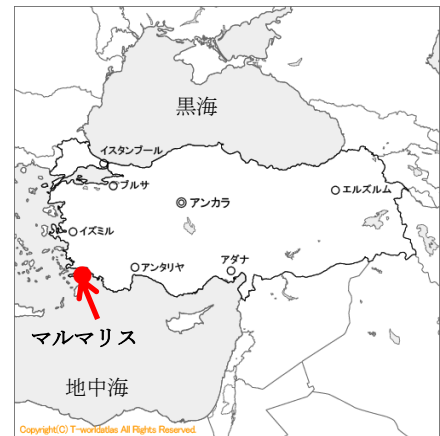 黒海
イスタンブール
ブルサ
アンカラ
エルズルム
イズミル
アンタリヤ
アダナ
マルマリス
地中海
Copyright(C) T-worldatlas All Rights Reserved.